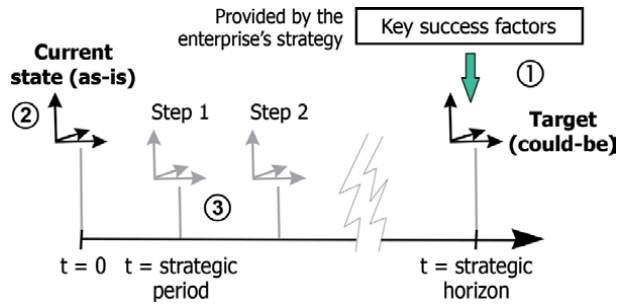 Provided by the
enterprise's strategy
Key success factors
①
Current
state (as-is)
②
Step 1
Step 2
Target
(could-be)
③
t = 0
t = strategic
period
t = strategic
horizon